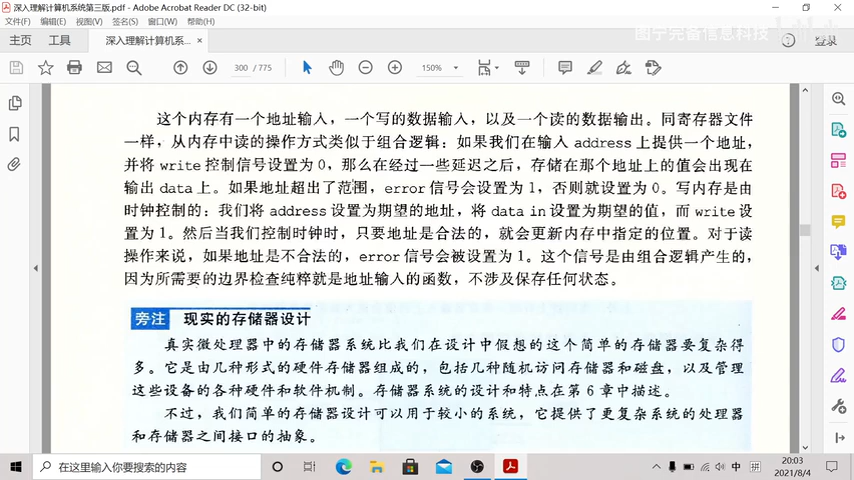 深入理解计算机系统第三版.pdf - Adobe Acrobat Reader DC (32-bit)
文件(F) 编辑(E) 视图(V) 签名(S) 窗口(W) 帮助(H)
图宁完备信息科技
主页 工具 深入理解计算机系... × 登录
300 / 775 150%
这个内存有一个地址输入，一个写的数据输入，以及一个读的数据输出。同寄存器文件
一样，从内存中读的操作方式类似于组合逻辑：如果我们在输入 address 上提供一个地址，
并将 write 控制信号设置为 0，那么在经过一些延迟之后，存储在那个地址上的值会出现在
输出 data 上。如果地址超出了范围，error 信号会设置为 1，否则就设置为 0。写内存是由
时钟控制的：我们将 address 设置为期望的地址，将 data in 设置为期望的值，而 write 设
置为 1。然后当我们控制时钟时，只要地址是合法的，就会更新内存中指定的位置。对于读
操作来说，如果地址是不合法的，error 信号会被设置为 1。这个信号是由组合逻辑产生的，
因为所需要的边界检查纯粹就是地址输入的函数，不涉及保存任何状态。
旁注 现实的存储器设计
真实微处理器中的存储器系统比我们在设计中假想的这个简单的存储器要复杂得
多。它是由几种形式的硬件存储器组成的，包括几种随机访问存储器和磁盘，以及管理
这些设备的各种硬件和软件机制。存储器系统的设计和特点在第 6 章中描述。
不过，我们简单的存储器设计可以用于较小的系统，它提供了更复杂系统的处理器
和存储器之间接口的抽象。
在这里输入你要搜索的内容
中 拼
20:03
2021/8/4